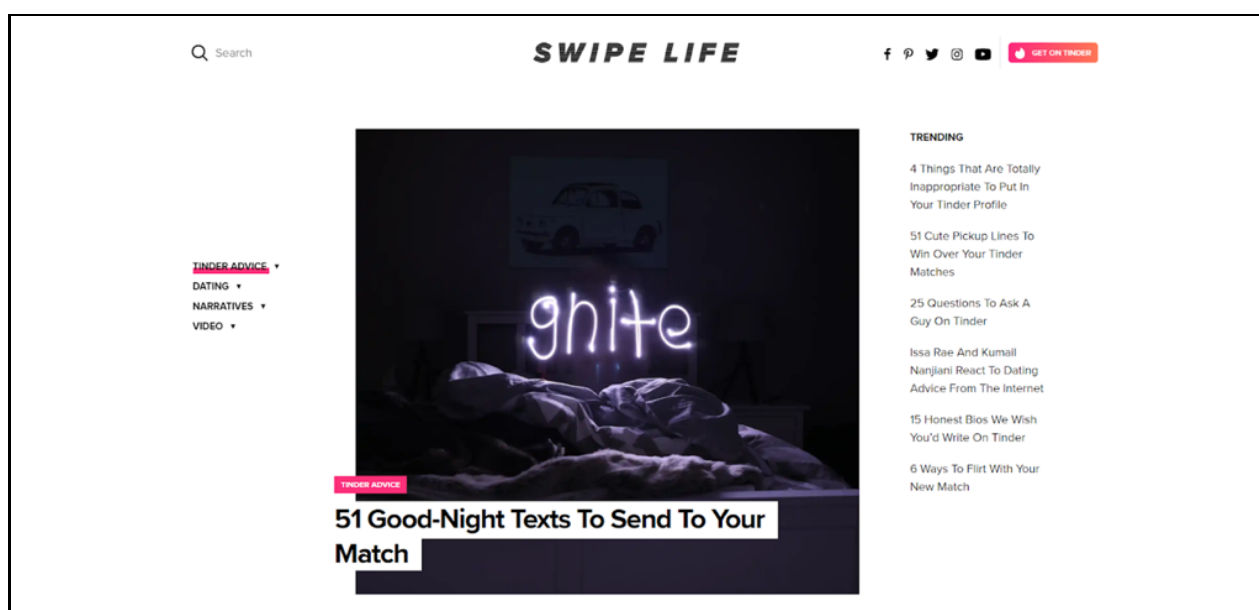 Search
SWIPE LIFE
GET ON TINDER
TINDER ADVICE
DATING
NARRATIVES
VIDEO
gnite
TINDER ADVICE
51 Good-Night Texts To Send To Your
Match
TRENDING
4 Things That Are Totally
Inappropriate To Put In
Your Tinder Profile
51 Cute Pickup Lines To
Win Over Your Tinder
Matches
25 Questions To Ask A
Guy On Tinder
Issa Rae And Kumail
Nanjiani React To Dating
Advice From The Internet
15 Honest Bios We Wish
You'd Write On Tinder
6 Ways To Flirt With Your
New Match